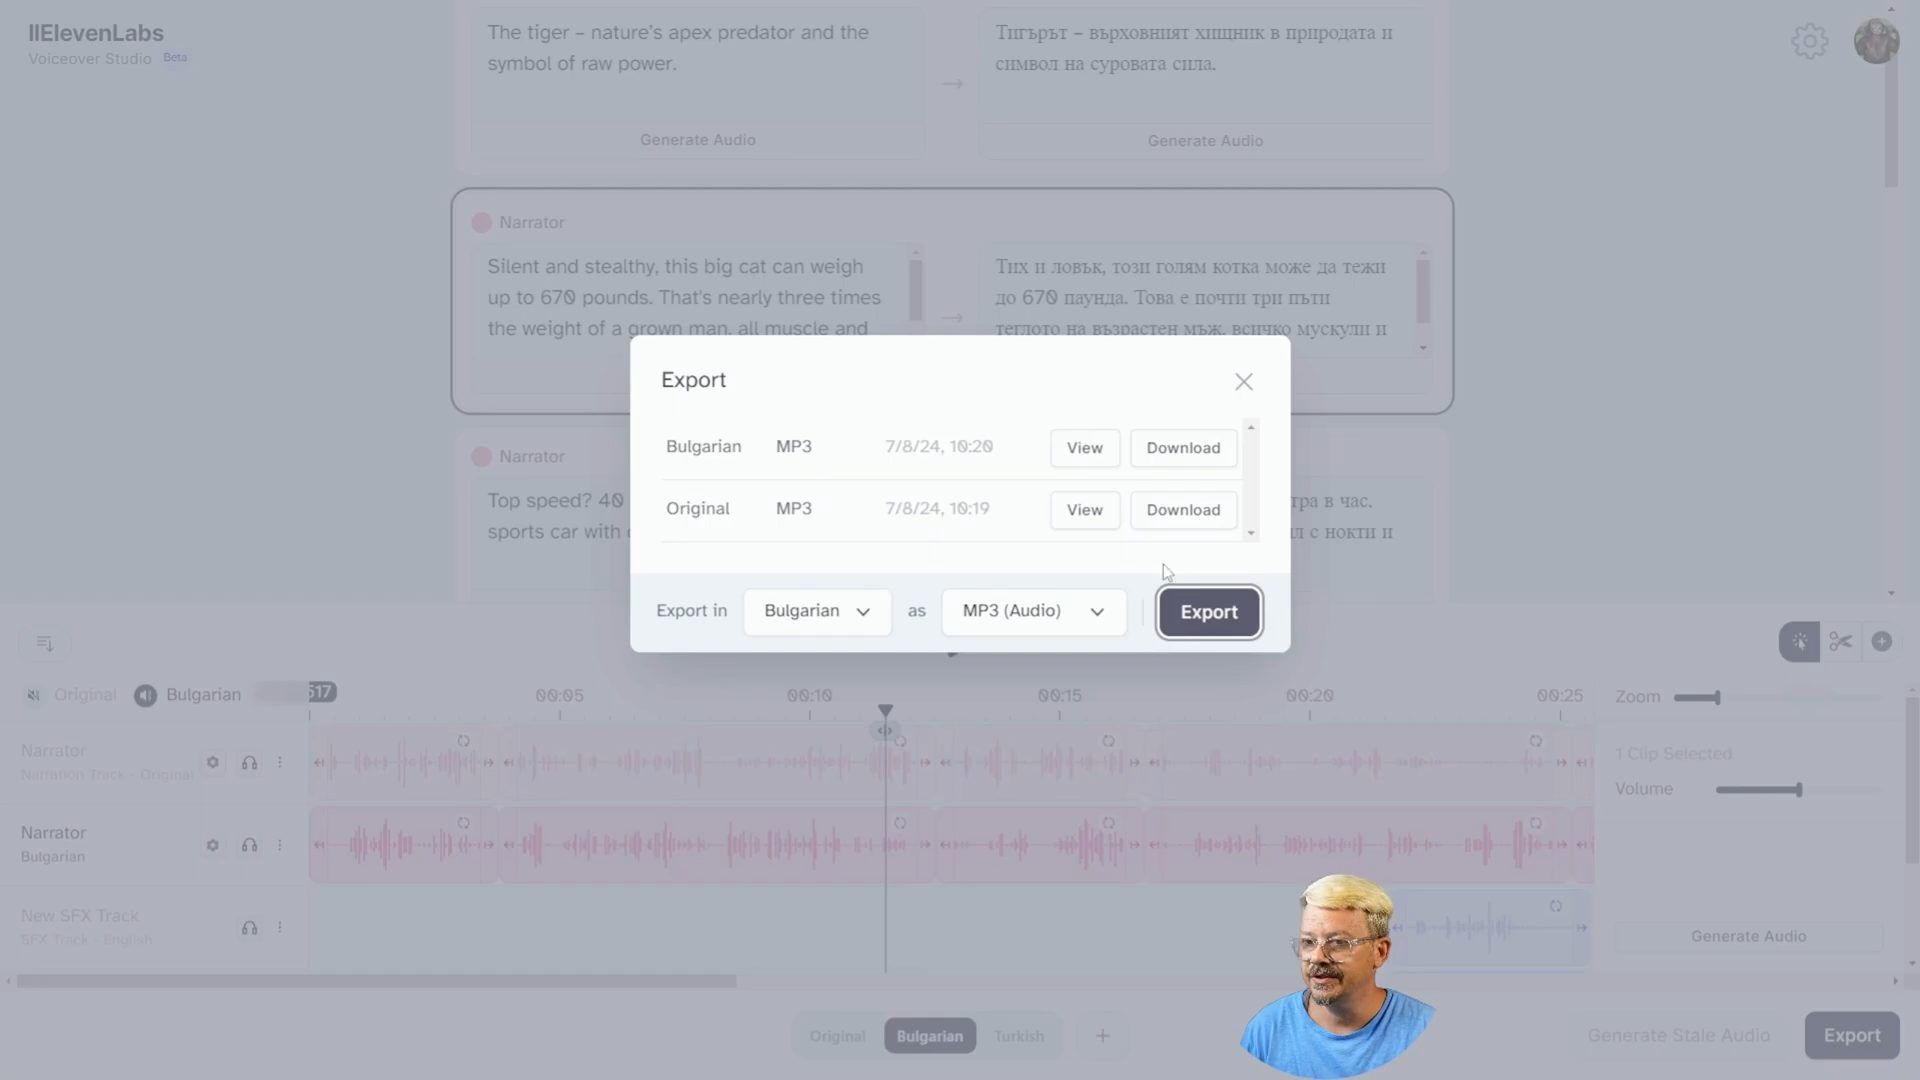 IIElevenLabs
Voiceover Studio Beta
The tiger – nature's apex predator and the
symbol of raw power.
Generate Audio
Тигърът – върховният хищник в природата и
символ на суровата сила.
Generate Audio
Narrator
Silent and stealthy, this big cat can weigh
up to 670 pounds. That's nearly three times
the weight of a grown man, all muscle and
Тих и ловък, този голям котка може да тежи
до 670 паунда. Това е почти три пъти
теглото на възрастен мъж, всичко мускули и
Narrator
Top speed? 40
sports car with
тра в час.
л с нокти и
Export
Bulgarian MP3 7/8/24, 10:20 View Download
Original MP3 7/8/24, 10:19 View Download
Export in Bulgarian as MP3 (Audio) Export
Original Bulgarian 517 00:05 00:10 00:15 00:20 00:25
Zoom
Narrator
Narration Track - Original
1 Clip Selected
Volume
Narrator
Bulgarian
New SFX Track
SFX Track - English
Generate Audio
Original Bulgarian Turkish + Generate Stale Audio Export